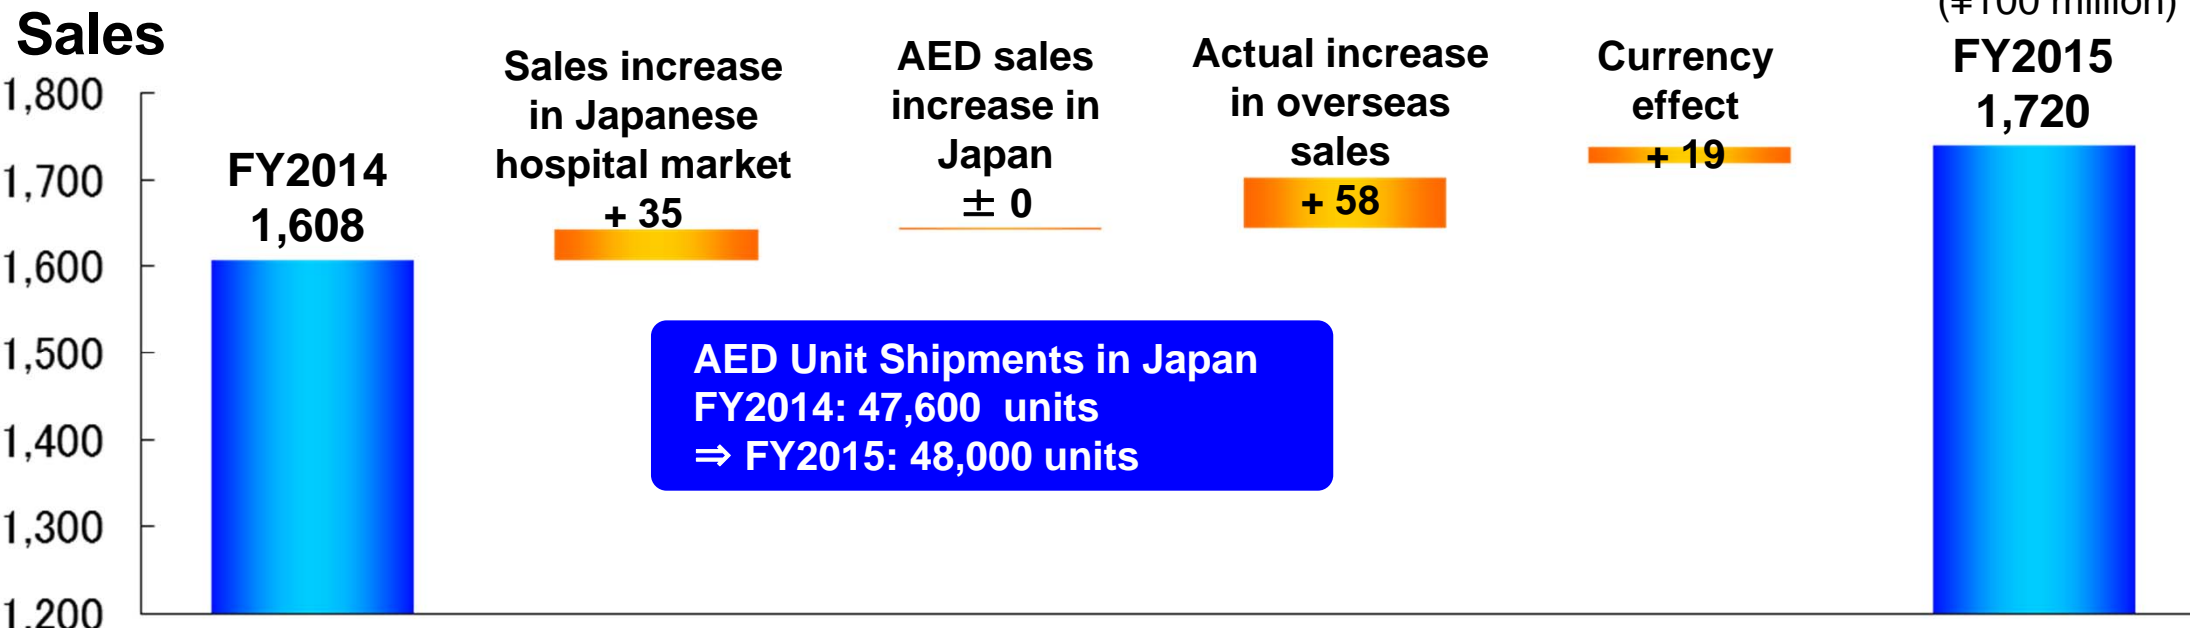 (¥100 million)
Sales
FY2014
1,608
Sales increase
in Japanese
hospital market
+ 35
AED sales
increase in
Japan
± 0
Actual increase
in overseas
sales
+ 58
Currency
effect
+ 19
FY2015
1,720
1,800
1,700
1,600
1,500
1,400
1,300
1,200
AED Unit Shipments in Japan
FY2014: 47,600 units
⇒ FY2015: 48,000 units